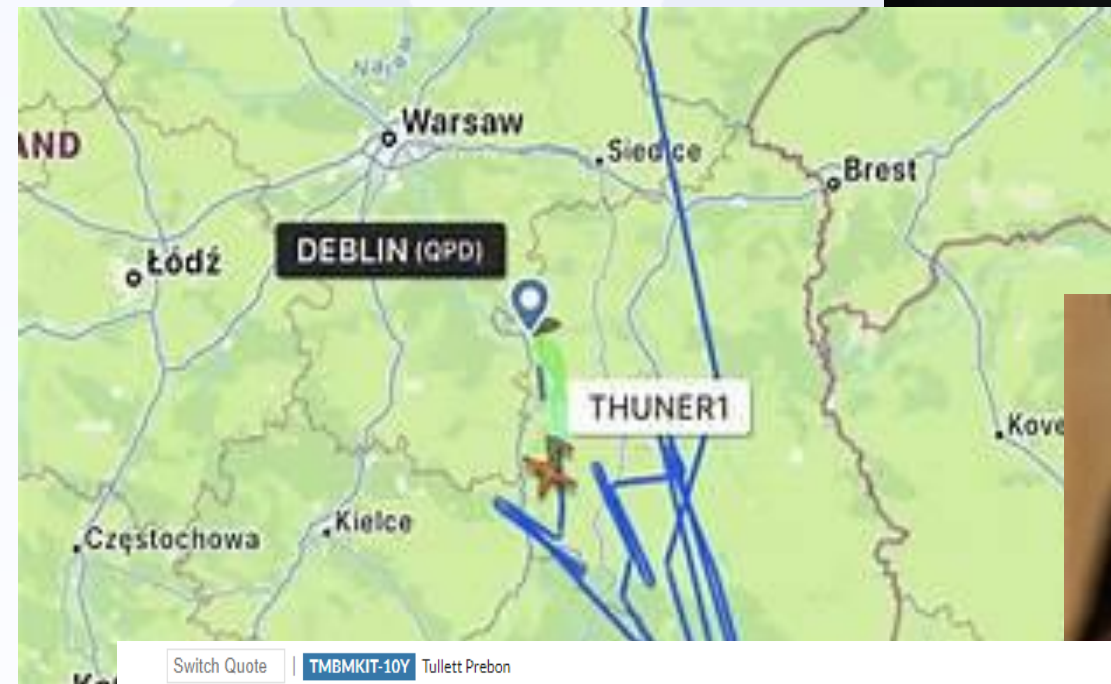 Warsaw
AND
Siedlce
Brest
DEBLIN (QPD)
Łódź
THUNER1
Kove
Kielce
Częstochowa
Switch Quote | TMBMKIT-10Y Tullett Prebon